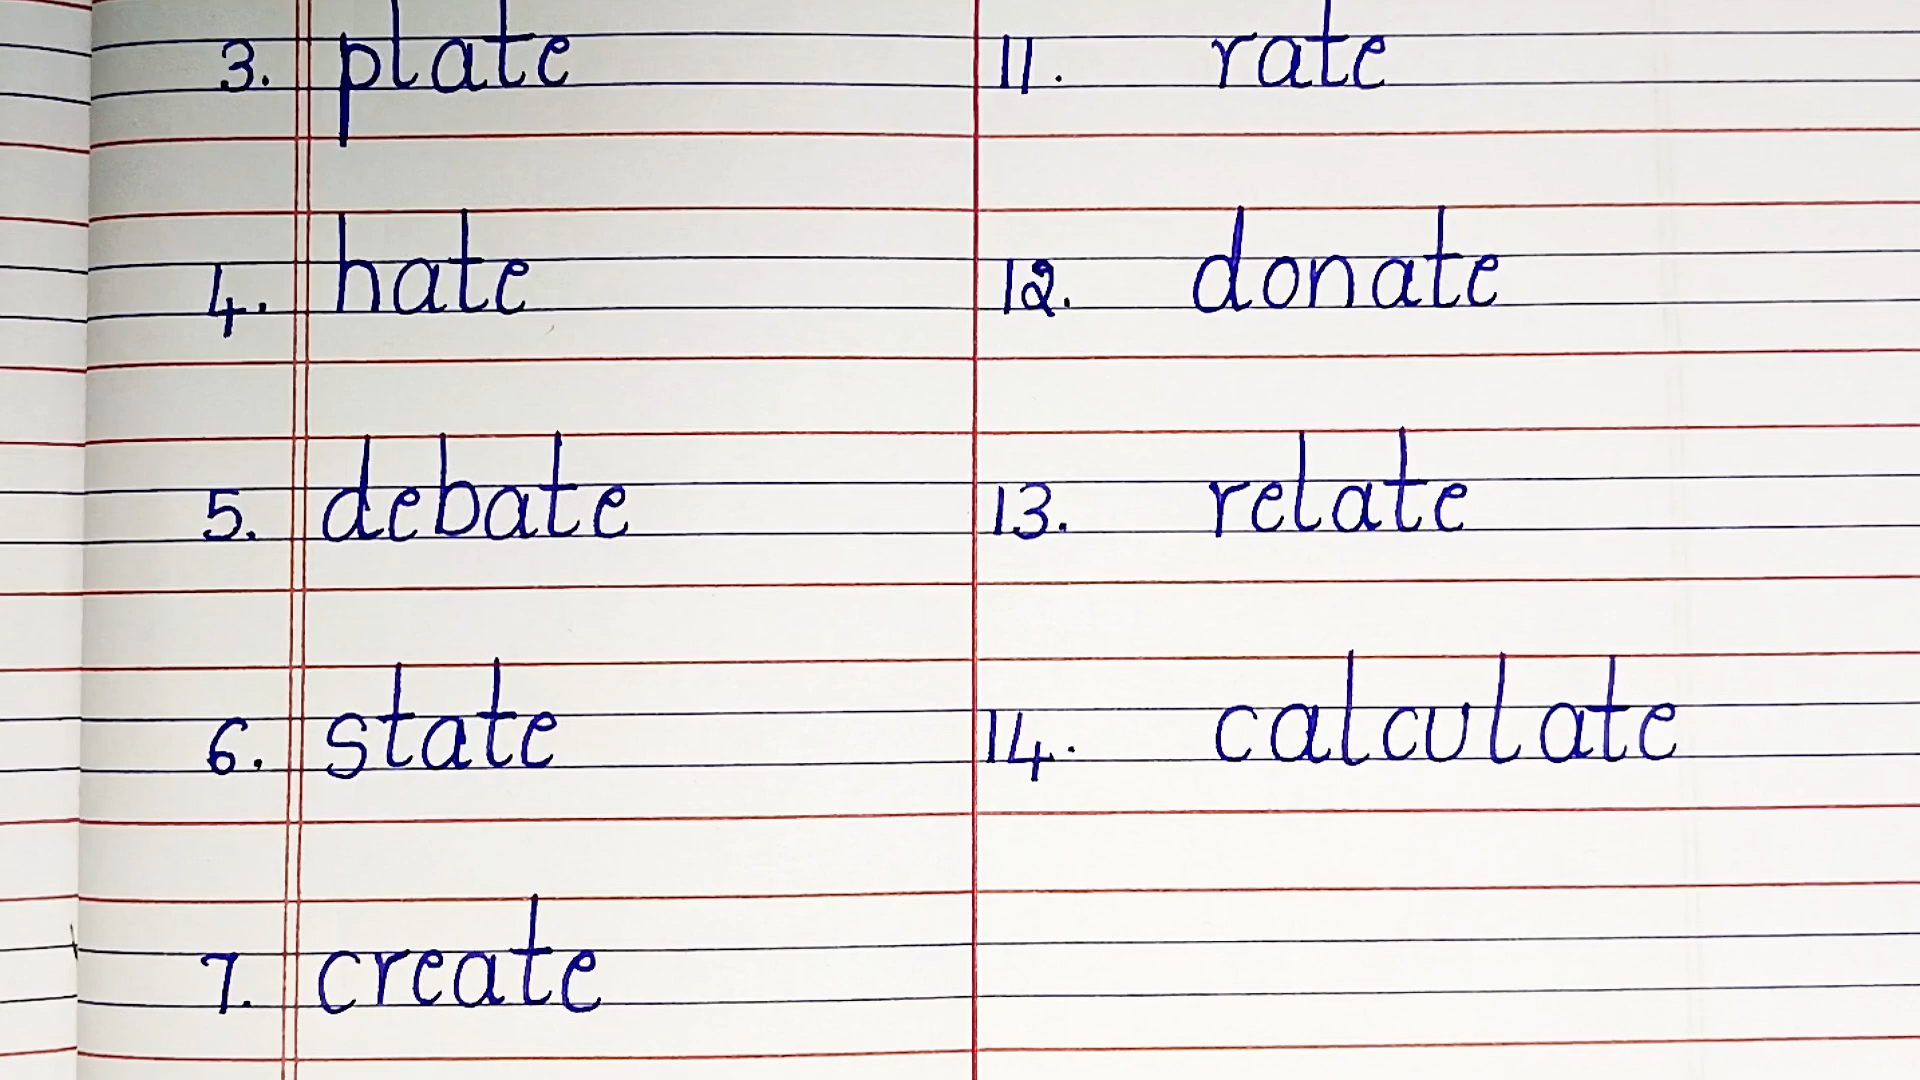 3. plate
4. hate
5. debate
6. state
7. create
11. rate
12. donate
13. relate
14. calculate